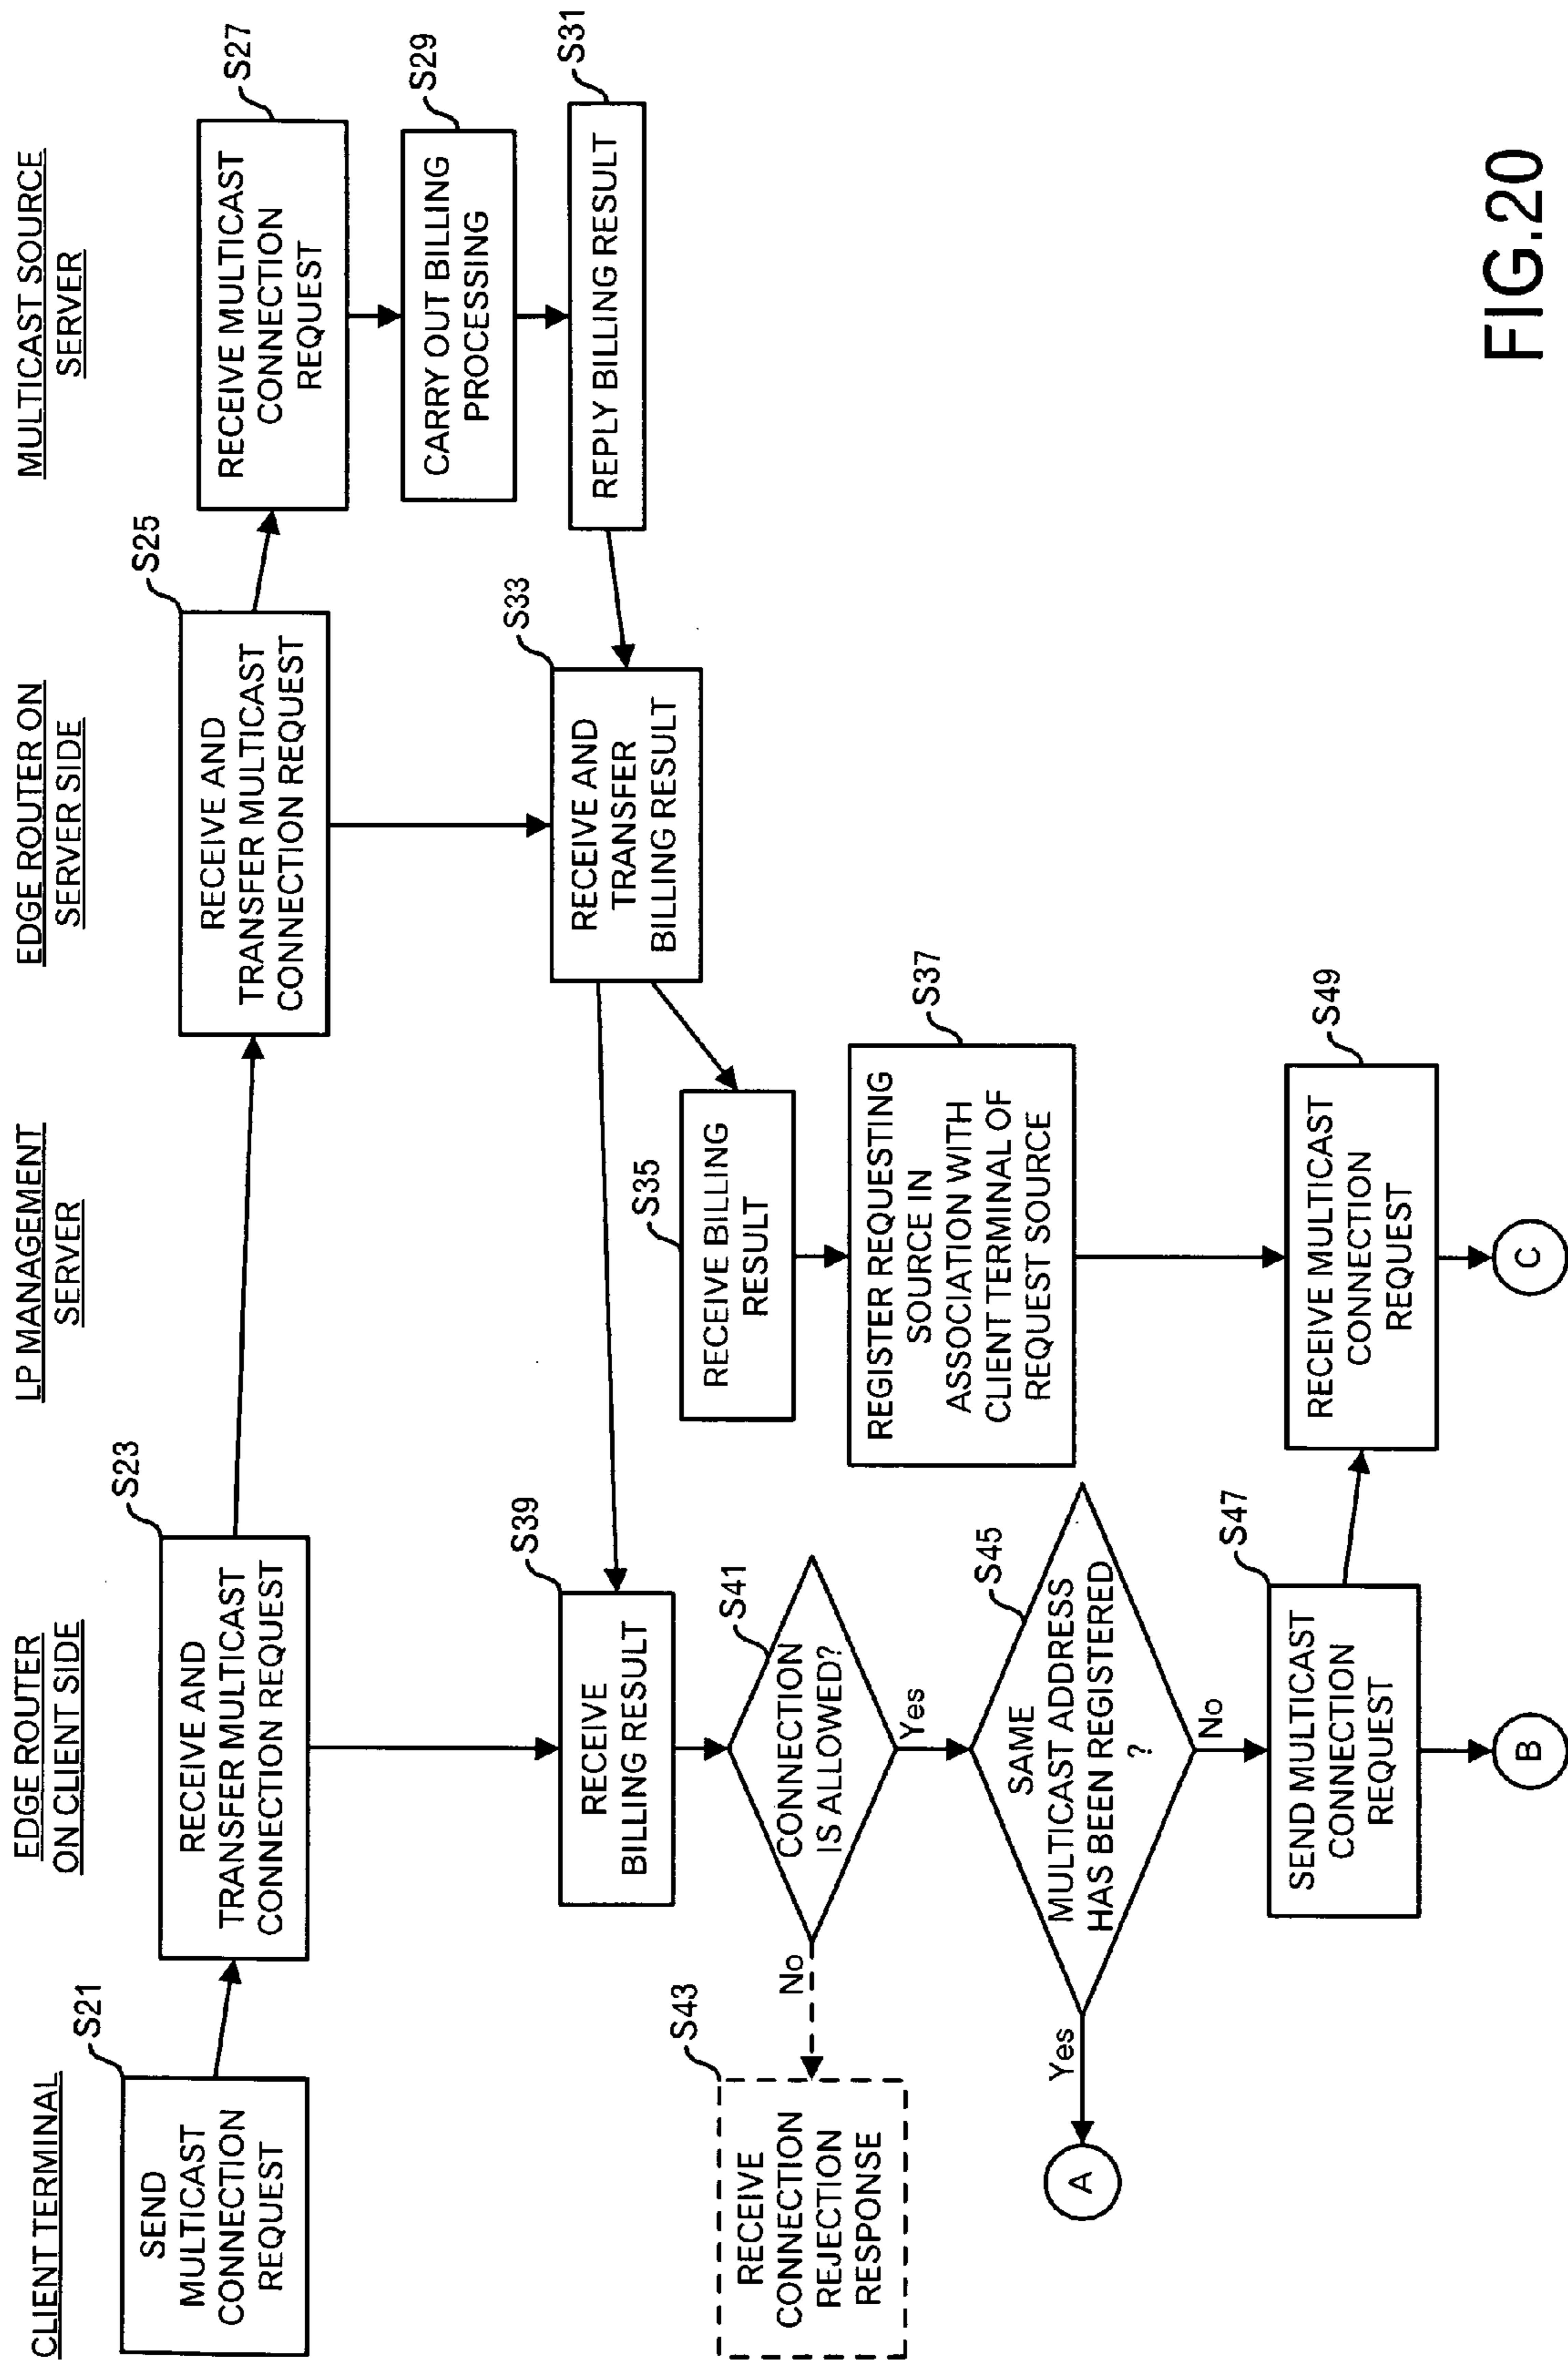 CLIENT TERMINAL
EDGE ROUTER
ON CLIENT SIDE
LP MANAGEMENT
SERVER
EDGE ROUTER ON
SERVER SIDE
MULTICAST SOURCE
SERVER
S21
SEND
MULTICAST
CONNECTION
REQUEST
S23
RECEIVE AND
TRANSFER MULTICAST
CONNECTION REQUEST
S25
RECEIVE AND
TRANSFER MULTICAST
CONNECTION REQUEST
S27
RECEIVE MULTICAST
CONNECTION
REQUEST
S29
CARRY OUT BILLING
PROCESSING
S31
REPLY BILLING RESULT
S33
RECEIVE AND
TRANSFER
BILLING RESULT
S35
RECEIVE BILLING
RESULT
S37
REGISTER REQUESTING
SOURCE IN
ASSOCIATION WITH
CLIENT TERMINAL OF
REQUEST SOURCE
S39
RECEIVE
BILLING RESULT
S41
CONNECTION
IS ALLOWED?
No
Yes
S43
RECEIVE
CONNECTION
REJECTION
RESPONSE
S45
SAME
MULTICAST ADDRESS
HAS BEEN REGISTERED
?
Yes
No
A
S47
SEND MULTICAST
CONNECTION
REQUEST
S49
RECEIVE MULTICAST
CONNECTION
REQUEST
B
C
FIG.20